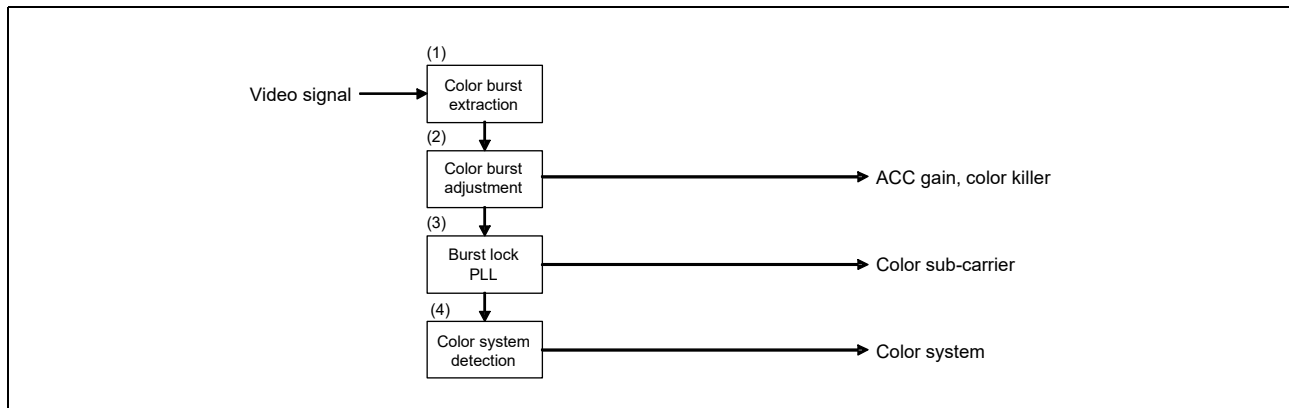 (1)
Video signal
Color burst
extraction
(2)
Color burst
adjustment
ACC gain, color killer
(3)
Burst lock
PLL
Color sub-carrier
(4)
Color system
detection
Color system